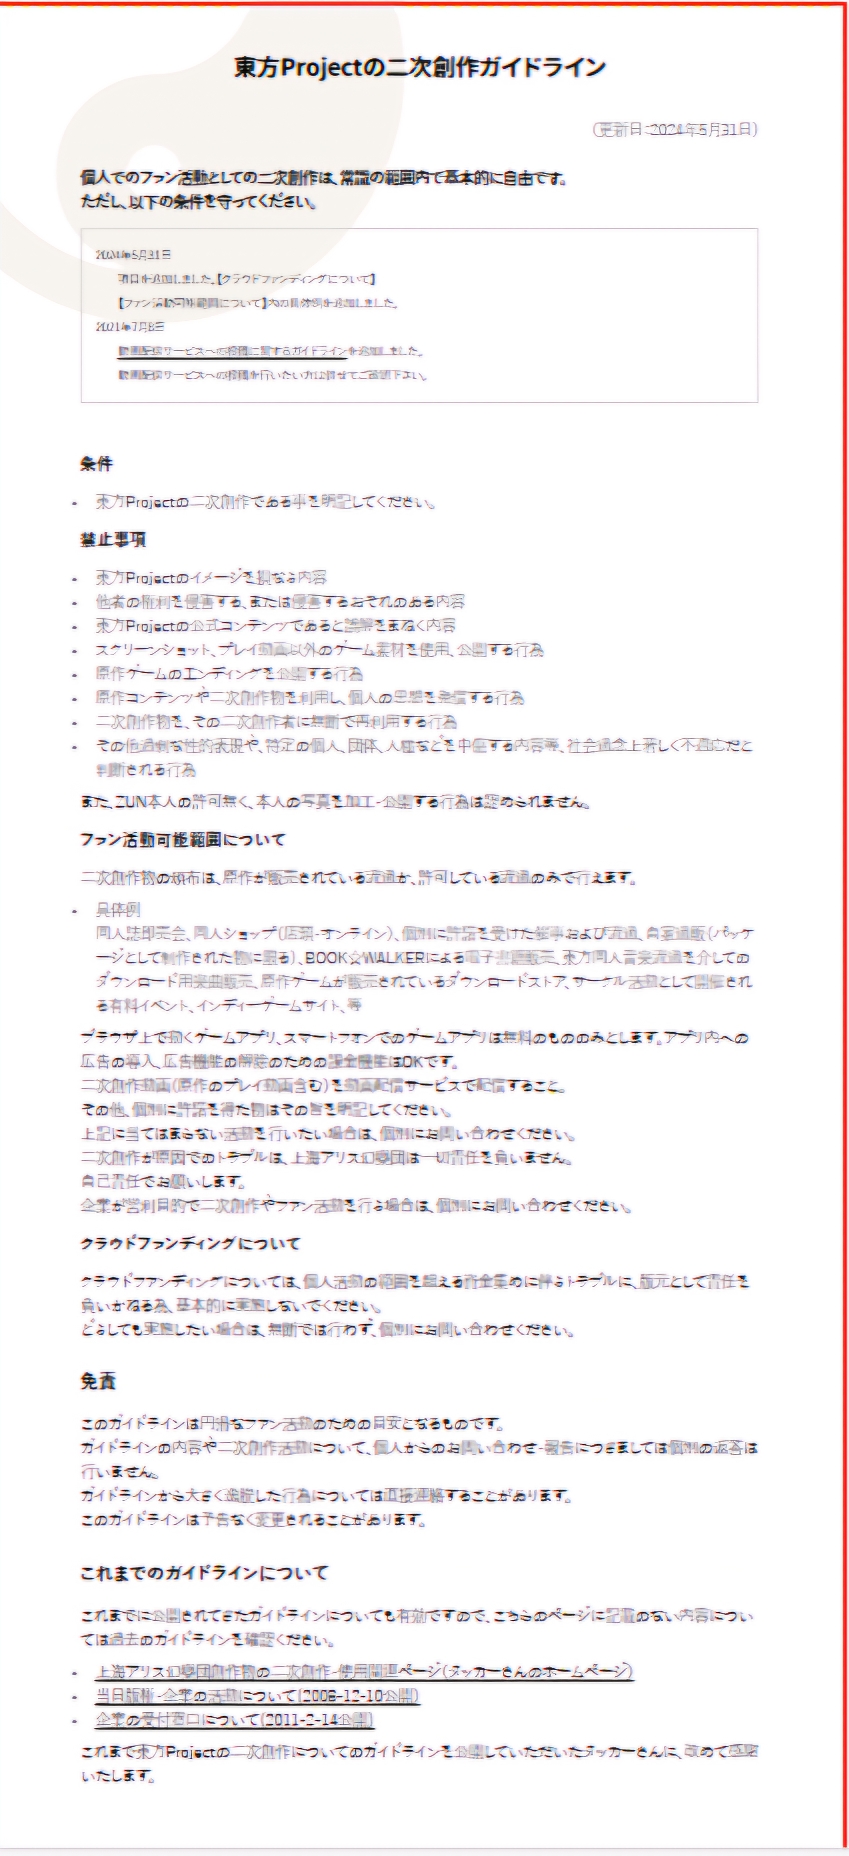 東方Projectの二次創作ガイドライン
(更新日:2024年5月31日)
個人でのファン活動としての二次創作は、常識の範囲内で基本的に自由です。
ただし、以下の条件を守ってください。
2024年5月31日
項目を追加しました。【クラウドファンディングについて】
【ファン活動可能範囲について】内の具体例を追加しました。
2021年7月8日
動画配信サービスへの投稿に関するガイドラインを追加しました。
動画配信サービスへの投稿を行いたい方は併せてご確認下さい。
条件
・ 東方Projectの二次創作である事を明記してください。
禁止事項
・ 東方Projectのイメージを損なう内容
・ 他者の権利を侵害する、または侵害するおそれのある内容
・ 東方Projectの公式コンテンツであると誤解をまねく内容
・ スクリーンショット、プレイ動画以外のゲーム素材を使用、公開する行為
・ 原作ゲームのエンディングを公開する行為
・ 原作コンテンツや二次創作物を利用し、個人の思想を発信する行為
・ 二次創作物を、その二次創作者に無断で再利用する行為
・ その他過剰な性的表現や、特定の個人、団体、人種などを中傷する内容等、社会通念上著しく不適応だと
判断される行為
また、ZUN本人の許可無く、本人の写真を加工・公開する行為は認められません。
ファン活動可能範囲について
二次創作物の頒布は、原作が販売されている流通か、許可している流通のみで行えます。
・ 具体例
同人誌即売会、同人ショップ(店頭・オンライン)、個別に許諾を受けた催事および流通、自家通販(パッケ
ージとして制作された物に限る)、BOOK☆WALKERによる電子書籍販売、東方同人音楽流通を介しての
ダウンロード用楽曲販売、原作ゲームが販売されているダウンロードストア、サークル活動として開催され
る有料イベント、インディーゲームサイト、等
ブラウザ上で動くゲームアプリ、スマートフォンでのゲームアプリは無料のもののみとします。アプリ内への
広告の導入、広告機能の解除のための課金機能はOKです。
二次創作動画(原作のプレイ動画含む)を動画配信サービスで配信すること。
その他、個別に許諾を得た物はその旨を明記してください。
上記に当てはまらない活動を行いたい場合は、個別にお問い合わせください。
二次創作が原因でのトラブルは、上海アリス幻樂団は一切責任を負いません。
自己責任でお願いします。
企業が営利目的で二次創作やファン活動を行う場合は、個別にお問い合わせください。
クラウドファンディングについて
クラウドファンディングについては、個人活動の範囲を超える資金集めに伴うトラブルに、版元として責任を
負いかねる為、基本的に実施しないでください。
どうしても実施したい場合は、無断では行わず、個別にお問い合わせください。
免責
このガイドラインは円滑なファン活動のための目安となるものです。
ガイドラインの内容や二次創作活動について、個人からのお問い合わせ・報告につきましては個別の返答は
行いません。
ガイドラインから大きく逸脱した行為については直接連絡することがあります。
このガイドラインは予告なく変更されることがあります。
これまでのガイドラインについて
これまでに公開されてきたガイドラインについても有効ですので、こちらのページに記載のない内容につい
ては過去のガイドラインを確認ください。
・ 上海アリス幻樂団創作物の二次創作・使用関連ページ(ヌッカーさんのホームページ)
・ 当日版権・企業の活動について(2008-12-10公開)
・ 企業の受付窓口について(2011-2-14公開)
これまで東方Projectの二次創作についてのガイドラインを公開していただいたヌッカーさんに、改めて感謝
いたします。